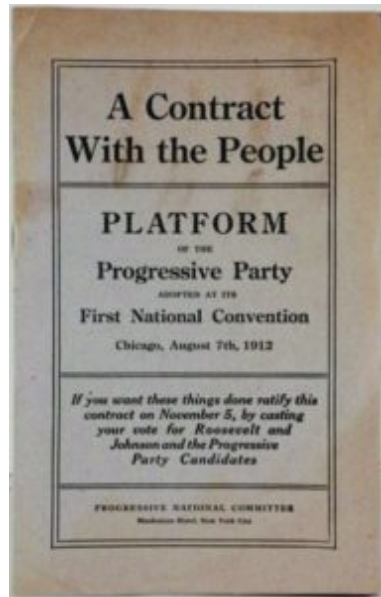 A Contract
With the People
PLATFORM
OF THE
Progressive Party
ADOPTED AT ITS
First National Convention
Chicago, August 7th, 1912
If you want these things done ratify this
contract on November 5, by casting
your vote for Roosevelt and
Johnson and the Progressive
Party Candidates
PROGRESSIVE NATIONAL COMMITTEE
Manhattan Hotel, New York City